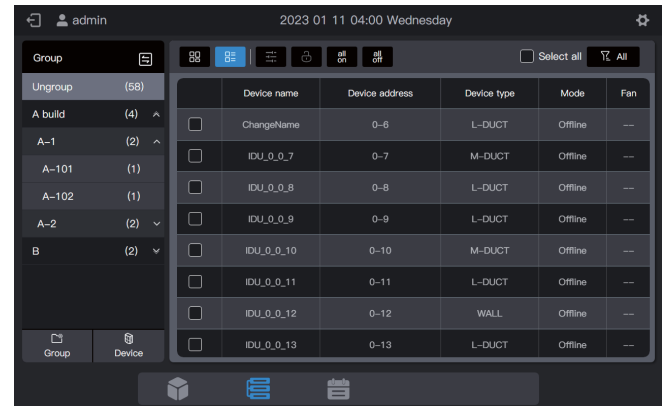 admin 2023 01 11 04:00 Wednesday
Group
all on all off Select all All
Ungroup (58)
A build (4)
A-1 (2)
A-101 (1)
A-102 (1)
A-2 (2)
B (2)
Group Device
Device name Device address Device type Mode Fan
ChangeName 0-6 L-DUCT Offline --
IDU_0_0_7 0-7 M-DUCT Offline --
IDU_0_0_8 0-8 L-DUCT Offline --
IDU_0_0_9 0-9 L-DUCT Offline --
IDU_0_0_10 0-10 M-DUCT Offline --
IDU_0_0_11 0-11 L-DUCT Offline --
IDU_0_0_12 0-12 WALL Offline --
IDU_0_0_13 0-13 L-DUCT Offline --